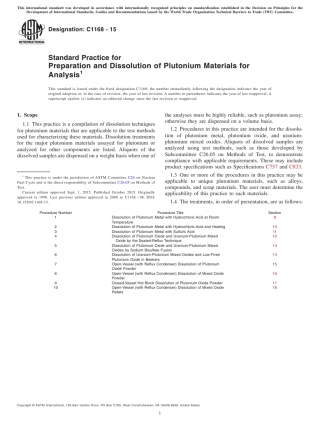 This international standard was developed in accordance with internationally recognized principles on standardization established in the Decision on Principles for the
Development of International Standards, Guides and Recommendations issued by the World Trade Organization Technical Barriers to Trade (TBT) Committee.
ASTM
INTERNATIONAL
Designation: C1168 − 15
Standard Practice for
Preparation and Dissolution of Plutonium Materials for
Analysis1
This standard is issued under the fixed designation C1168; the number immediately following the designation indicates the year of
original adoption or, in the case of revision, the year of last revision. A number in parentheses indicates the year of last reapproval. A
superscript epsilon (ε) indicates an editorial change since the last revision or reapproval.
1. Scope
1.1 This practice is a compilation of dissolution techniques
for plutonium materials that are applicable to the test methods
used for characterizing these materials. Dissolution treatments
for the major plutonium materials assayed for plutonium or
analyzed for other components are listed. Aliquots of the
dissolved samples are dispensed on a weight basis when one of
1 This practice is under the jurisdiction of ASTM Committee C26 on Nuclear
Fuel Cycle and is the direct responsibility of Subcommittee C26.05 on Methods of
Test.
Current edition approved Sept. 1, 2015. Published October 2015. Originally
approved in 1990. Last previous edition approved in 2008 as C1168 – 08. DOI:
10.1520/C1168-15.
the analyses must be highly reliable, such as plutonium assay;
otherwise they are dispensed on a volume basis.
1.2 Procedures in this practice are intended for the dissolu-
tion of plutonium metal, plutonium oxide, and uranium-
plutonium mixed oxides. Aliquots of dissolved samples are
analyzed using test methods, such as those developed by
Subcommittee C26.05 on Methods of Test, to demonstrate
compliance with applicable requirements. These may include
product specifications such as Specifications C757 and C833.
1.3 One or more of the procedures in this practice may be
applicable to unique plutonium materials, such as alloys,
compounds, and scrap materials. The user must determine the
applicability of this practice to such materials.
1.4 The treatments, in order of presentation, are as follows:
Procedure Number Procedure Title Section
1 Dissolution of Plutonium Metal with Hydrochloric Acid at Room 9
Temperature
2 Dissolution of Plutonium Metal with Hydrochloric Acid and Heating 10
3 Dissolution of Plutonium Metal with Sulfuric Acid 11
4 Dissolution of Plutonium Oxide and Uranium-Plutonium Mixed 12
Oxide by the Sealed-Reflux Technique
5 Dissolution of Plutonium Oxide and Uranium-Plutonium Mixed 13
Oxides by Sodium Bisulfate Fusion
6 Dissolution of Uranium-Plutonium Mixed Oxides and Low-Fired 14
Plutonium Oxide in Beakers
7 Open-Vessel (with Reflux Condenser) Dissolution of Plutonium 15
Oxide Powder
8 Open-Vessel (with Reflux Condenser) Dissolution of Mixed Oxide 16
Powder
9 Closed-Vessel Hot Block Dissolution of Plutonium Oxide Powder 17
10 Open-Vessel (with Reflux Condenser) Dissolution of Mixed Oxide 18
Pellets
Copyright © ASTM International, 100 Barr Harbor Drive, PO Box C700, West Conshohocken, PA 19428-2959. United States
1